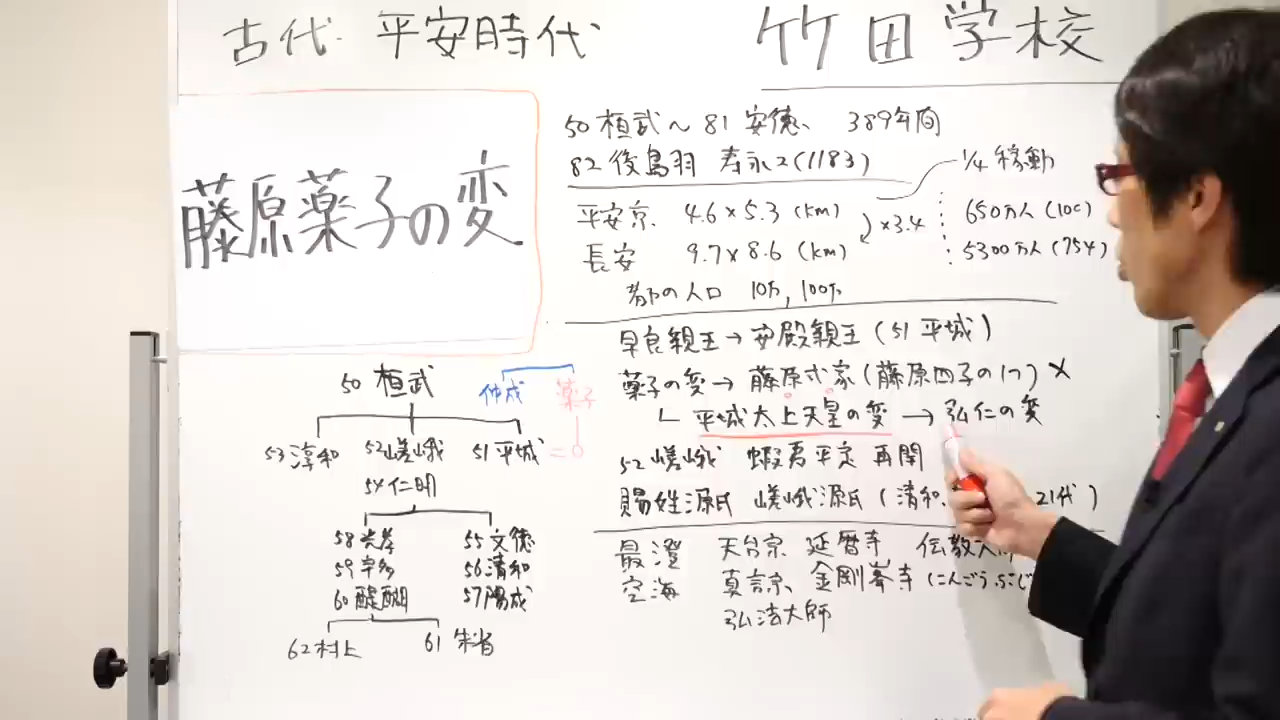 古代 平安時代
竹田学校
藤原薬子の変
50 桓武〜81 安徳、 389年間
82 後鳥羽 寿永2(1183)
1/4 稼動
平安京 4.6×5.3 (km)
×3.4
650万人(10C)
長安 9.7×8.6 (km)
5300万人(754)
都の人口 10万,100万
早良親王→安殿親王(51 平城)
薬子の変→藤原式家(藤原四子の1つ)×
平城太上天皇の変→弘仁の変
52 嵯峨 蝦夷平定 再開
賜姓源氏 嵯峨源氏(清和、 21代)
最澄 天台宗 延暦寺 伝教大師
空海 真言宗、金剛峯寺(こんごうぶじ
弘法大師
50 桓武
仲成 薬子
53 淳和 52 嵯峨 51 平城 =○
54 仁明
58 光孝 55 文徳
59 宇多 56 清和
60 醍醐 57 陽成
62 村上 61 朱雀